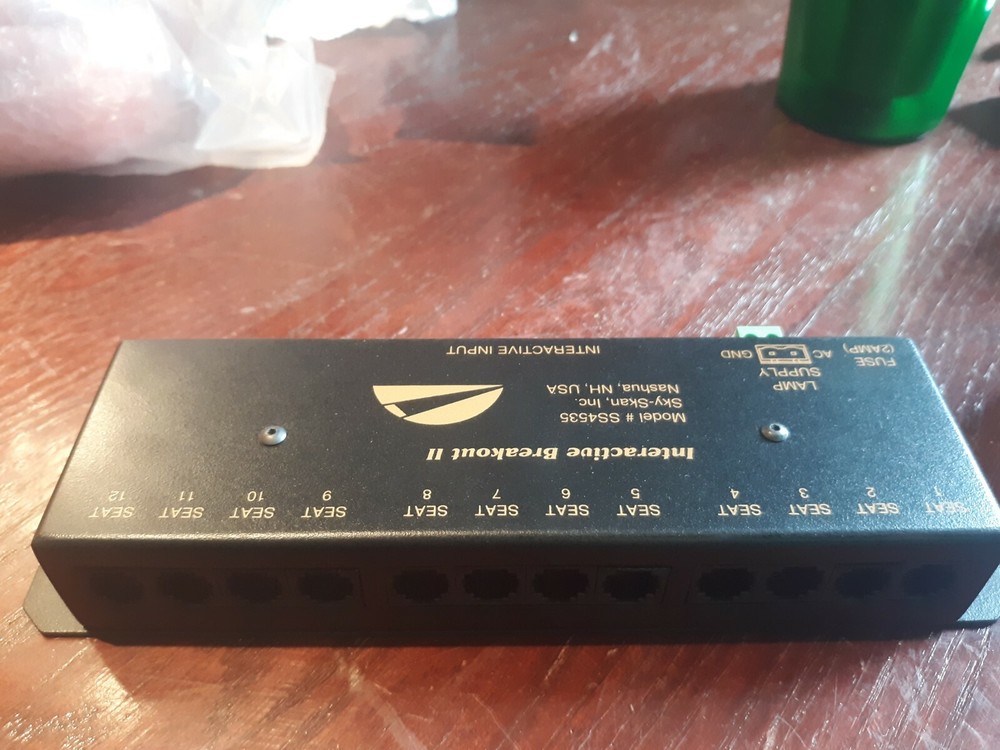 SEAT 1
SEAT 2
SEAT 3
SEAT 4
SEAT 5
SEAT 6
SEAT 7
SEAT 8
SEAT 9
SEAT 10
SEAT 11
SEAT 12
Interactive Breakout II
Model # SS4535
Sky-Skan, Inc.
Nashua, NH, USA
LAMP
SUPPLY
AC GND
FUSE
(2AMP)
INTERACTIVE INPUT